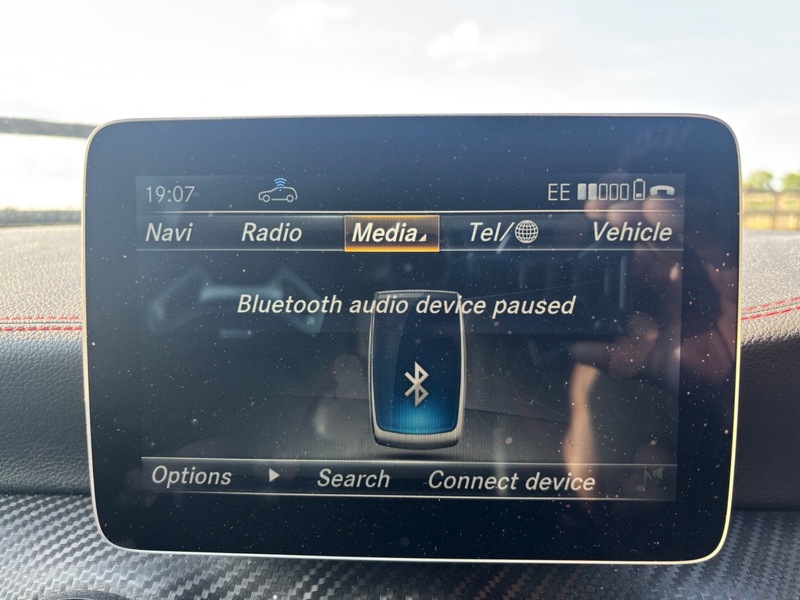 19:07 EE
Navi Radio Media Tel/ Vehicle
Bluetooth audio device paused
Options Search Connect device